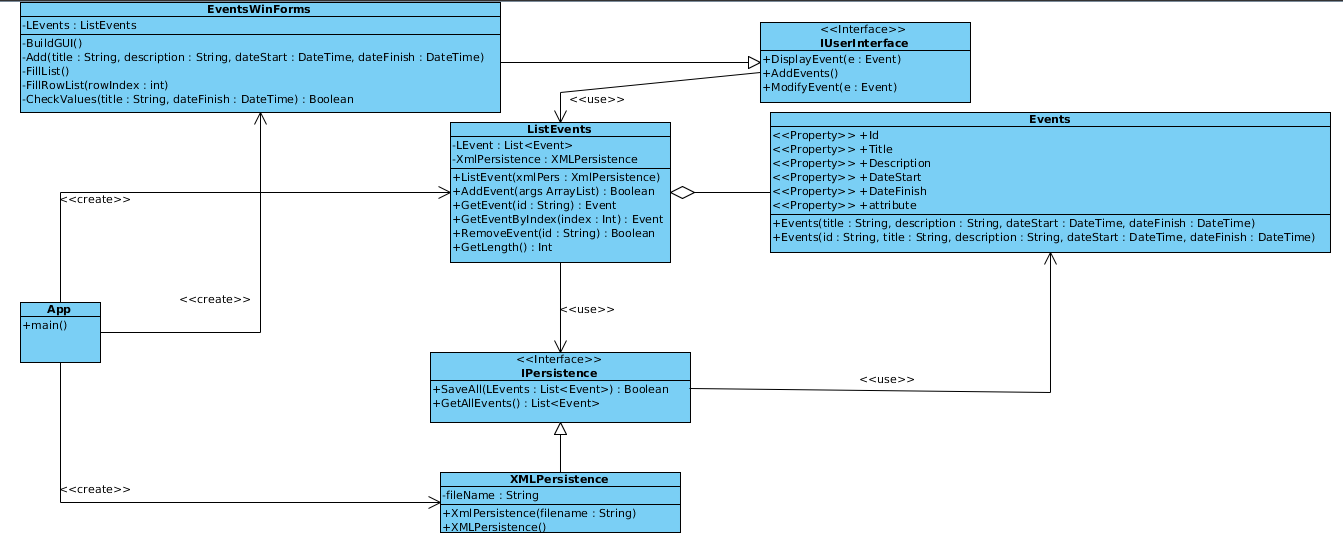 EventsWinForms
-LEvents : ListEvents
-BuildGUI()
-Add(title : String, description : String, dateStart : DateTime, dateFinish : DateTime)
-FillList()
-FillRowList(rowIndex : int)
-CheckValues(title : String, dateFinish : DateTime) : Boolean
<<Interface>>
IUserInterface
+DisplayEvent(e : Event)
+AddEvents()
+ModifyEvent(e : Event)
<<use>>
ListEvents
-LEvent : List<Event>
-XmlPersistence : XMLPersistence
+ListEvent(xmlPers : XmlPersistence)
+AddEvent(args ArrayList) : Boolean
+GetEvent(id : String) : Event
+GetEventByIndex(index : Int) : Event
+RemoveEvent(id : String) : Boolean
+GetLength() : Int
Events
<<Property>> +Id
<<Property>> +Title
<<Property>> +Description
<<Property>> +DateStart
<<Property>> +DateFinish
<<Property>> +attribute
+Events(title : String, description : String, dateStart : DateTime, dateFinish : DateTime)
+Events(id : String, title : String, description : String, dateStart : DateTime, dateFinish : DateTime)
<<create>>
<<create>>
App
+main()
<<use>>
<<Interface>>
IPersistence
+SaveAll(LEvents : List<Event>) : Boolean
+GetAllEvents() : List<Event>
<<use>>
XMLPersistence
-fileName : String
+XmlPersistence(filename : String)
+XMLPersistence()
<<create>>